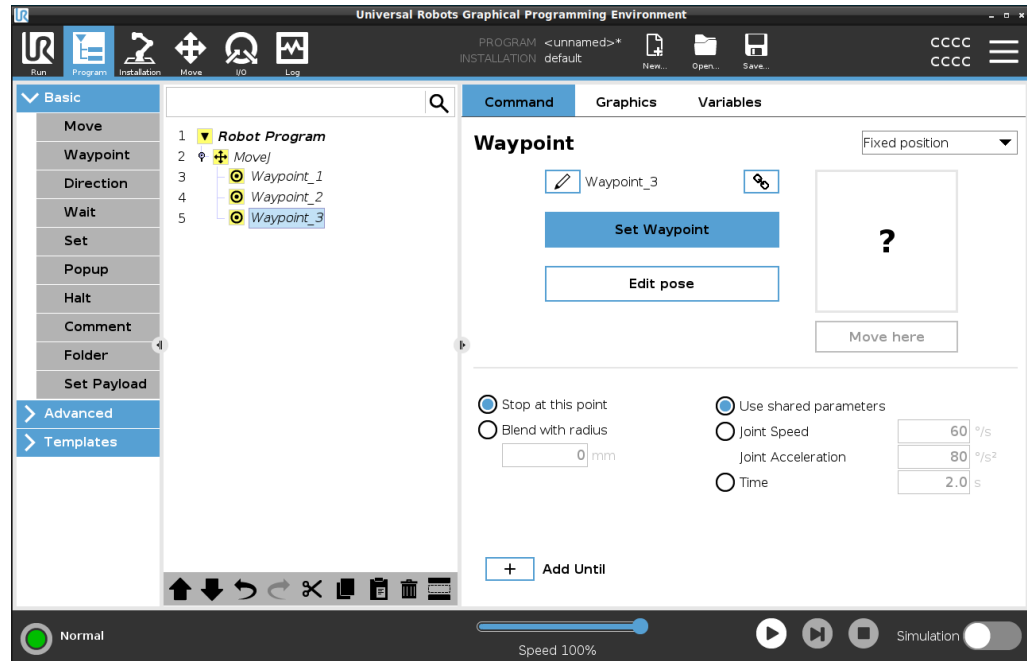 UR
Universal Robots Graphical Programming Environment
UR
Run
Program
Installation
Move
I/O
Log
PROGRAM <unnamed>*
INSTALLATION default
New...
Open...
Save...
CCCC
CCCC
Basic
Move
Waypoint
Direction
Wait
Set
Popup
Halt
Comment
Folder
Set Payload
Advanced
Templates
1 Robot Program
2 MoveJ
3 Waypoint_1
4 Waypoint_2
5 Waypoint_3
Command Graphics Variables
Waypoint
Fixed position
Waypoint_3
Set Waypoint
Edit pose
?
Move here
Stop at this point
Blend with radius
0 mm
Use shared parameters
Joint Speed 60 °/s
Joint Acceleration 80 °/s²
Time 2.0 s
+ Add Until
Normal
Speed 100%
Simulation